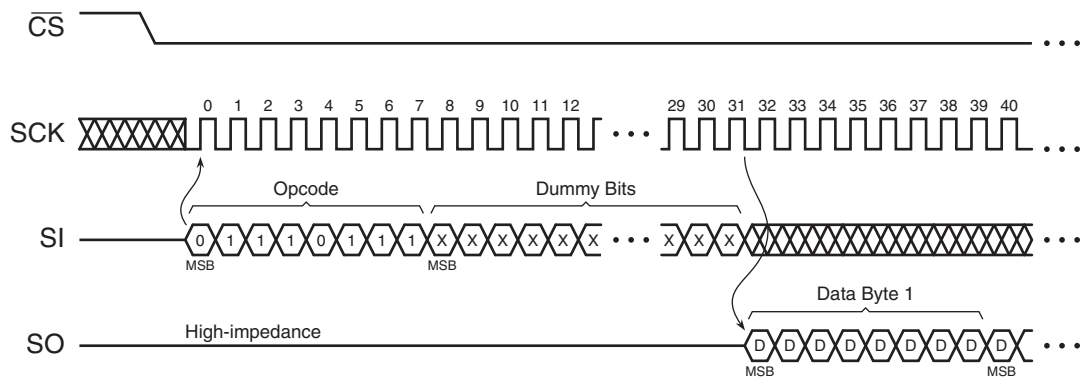 CS
0 1 2 3 4 5 6 7 8 9 10 11 12 29 30 31 32 33 34 35 36 37 38 39 40
SCK
Opcode Dummy Bits
SI 0 1 1 1 0 1 1 1 X X X X X X X X X
MSB MSB
Data Byte 1
SO High-impedance D D D D D D D D D
MSB MSB